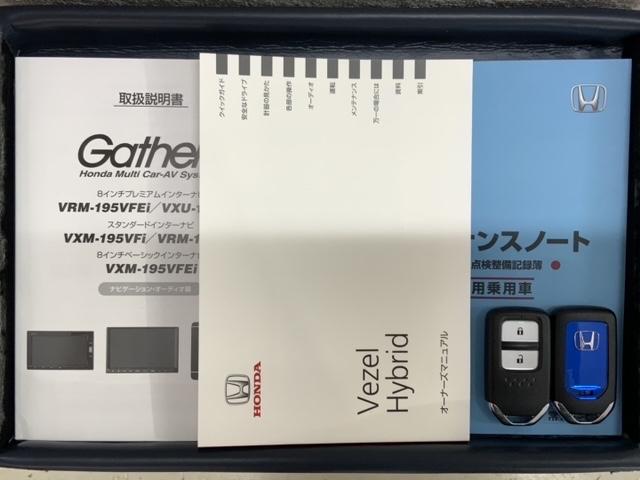 取扱説明書
Gathe
Honda Multi Car-AV Sys
8インチプレミアムインターナビ
VRM-195VFEi/VXU-1
スタンダードインターナビ
VXM-195VFi/VRM-1
8インチベーシックインターナ
VXM-195VFEi
ナビゲーション・オーディオ編
クイックガイド
安全なドライブ
計器の見かた
各部の操作
オーディオ
運転
メンテナンス
万一の場合には
資料
索引
HONDA
Vezel
Hybrid
オーナーズマニュアル
ンスノート
点検整備記録簿
用乗用車